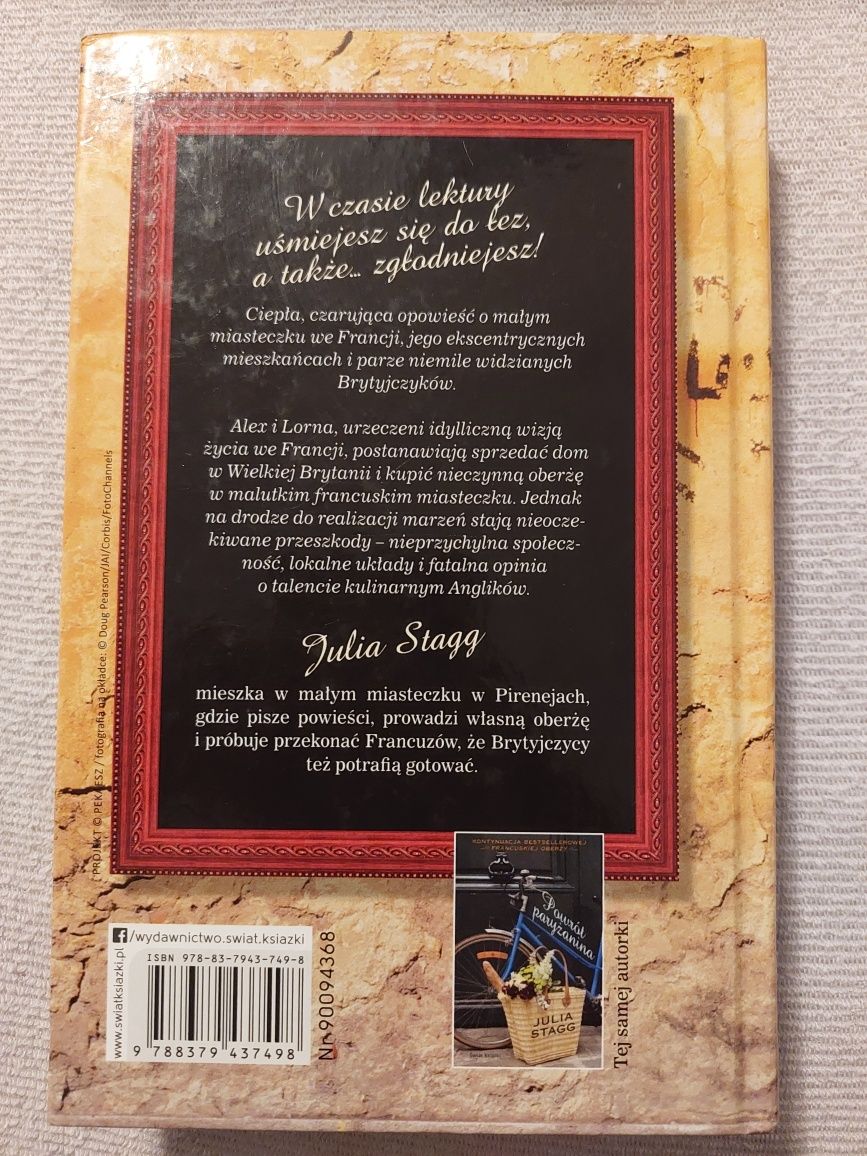 W czasie lektury
uśmiejesz się do łez,
a także... zgłodniejesz!
Ciepła, czarująca opowieść o małym
miasteczku we Francji, jego ekscentrycznych
mieszkańcach i parze niemile widzianych
Brytyjczyków.
Alex i Lorna, urzeczeni idylliczną wizją
życia we Francji, postanawiają sprzedać dom
w Wielkiej Brytanii i kupić nieczynną oberżę
w malutkim francuskim miasteczku. Jednak
na drodze do realizacji marzeń stają nieocze-
kiwane przeszkody – nieprzychylna społecz-
ność, lokalne układy i fatalna opinia
o talencie kulinarnym Anglików.
Julia Stagg
mieszka w małym miasteczku w Pirenejach,
gdzie pisze powieści, prowadzi własną oberżę
i próbuje przekonać Francuzów, że Brytyjczycy
też potrafią gotować.
PROJEKT © PEKAESZ / fotografia na okładce: © Doug Pearson/JAI/Corbis/FotoChannels
f/wydawnictwo.swiat.ksiazki
www.swiatksiazki.pl
ISBN 978-83-7943-749-8
9 788379 437498
Nr 90094368
KONTYNUACJA BESTSELLEROWEJ
FRANCUSKIEJ OBERŻY
Powrót
paryżanina
JULIA
STAGG
Świat Książki
Tej samej autorki